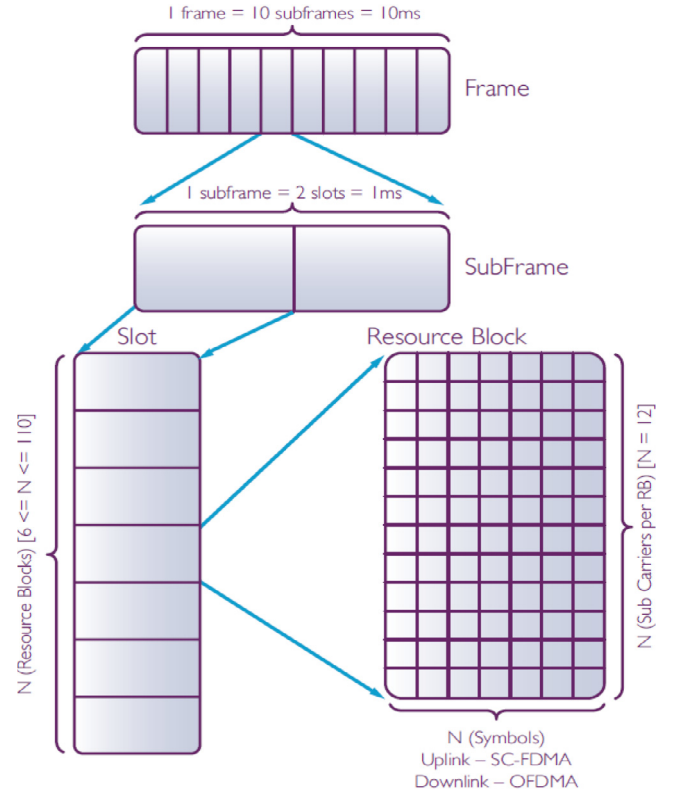 1 frame = 10 subframes = 10ms
Frame
1 subframe = 2 slots = 1ms
SubFrame
Slot
Resource Block
N (Resource Blocks) [6 <= N <= 110]
N (Sub Carriers per RB) [N = 12]
N (Symbols)
Uplink – SC-FDMA
Downlink – OFDMA